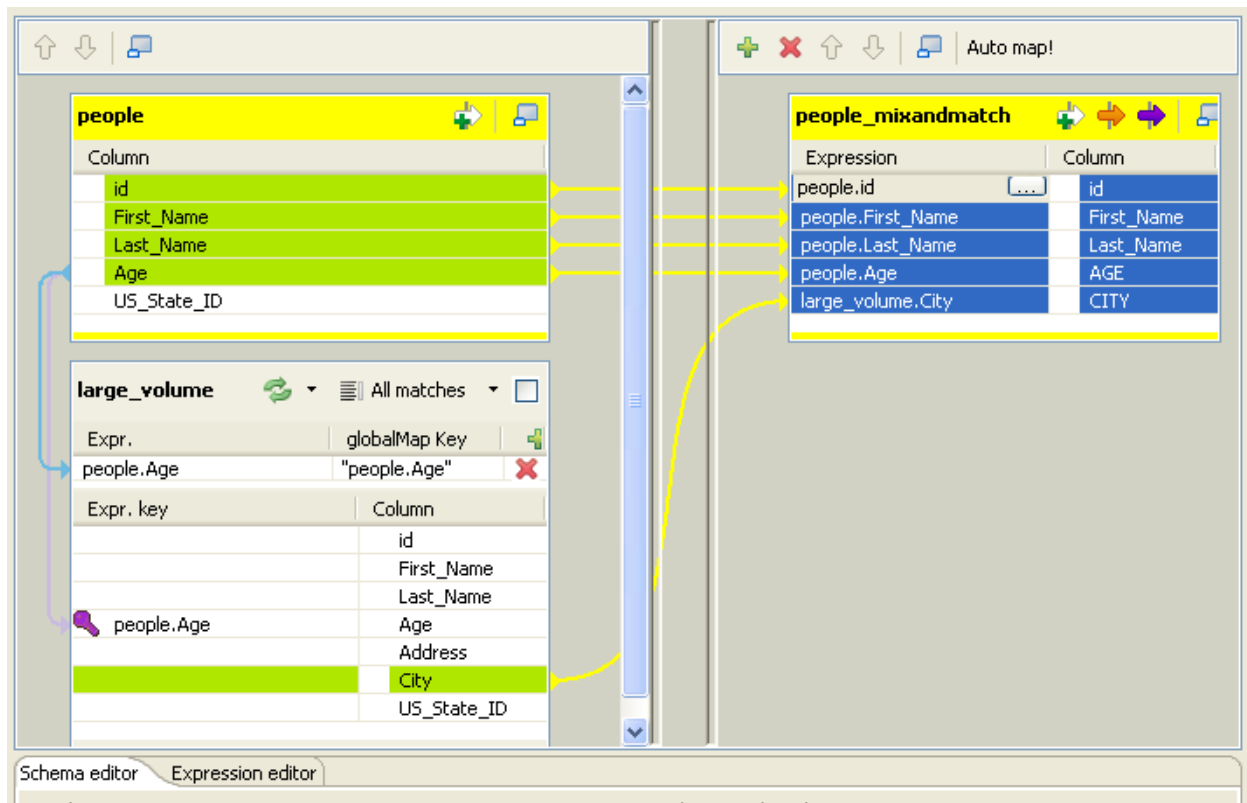 Auto map!
people
Column
id
First_Name
Last_Name
Age
US_State_ID
large_volume All matches
Expr. globalMap Key
people.Age "people.Age"
Expr. key Column
id
First_Name
Last_Name
people.Age Age
Address
City
US_State_ID
people_mixandmatch
Expression Column
people.id ... id
people.First_Name First_Name
people.Last_Name Last_Name
people.Age AGE
large_volume.City CITY
Schema editor Expression editor